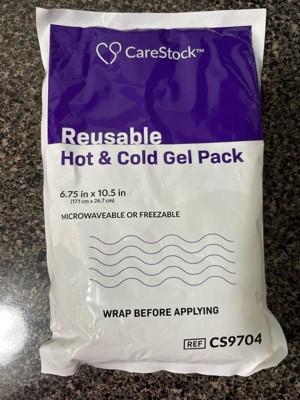 CareStock™
Reusable
Hot & Cold Gel Pack
6.75 in x 10.5 in
(17.1 cm x 26.7 cm)
MICROWAVEABLE OR FREEZABLE
WRAP BEFORE APPLYING
REF CS9704